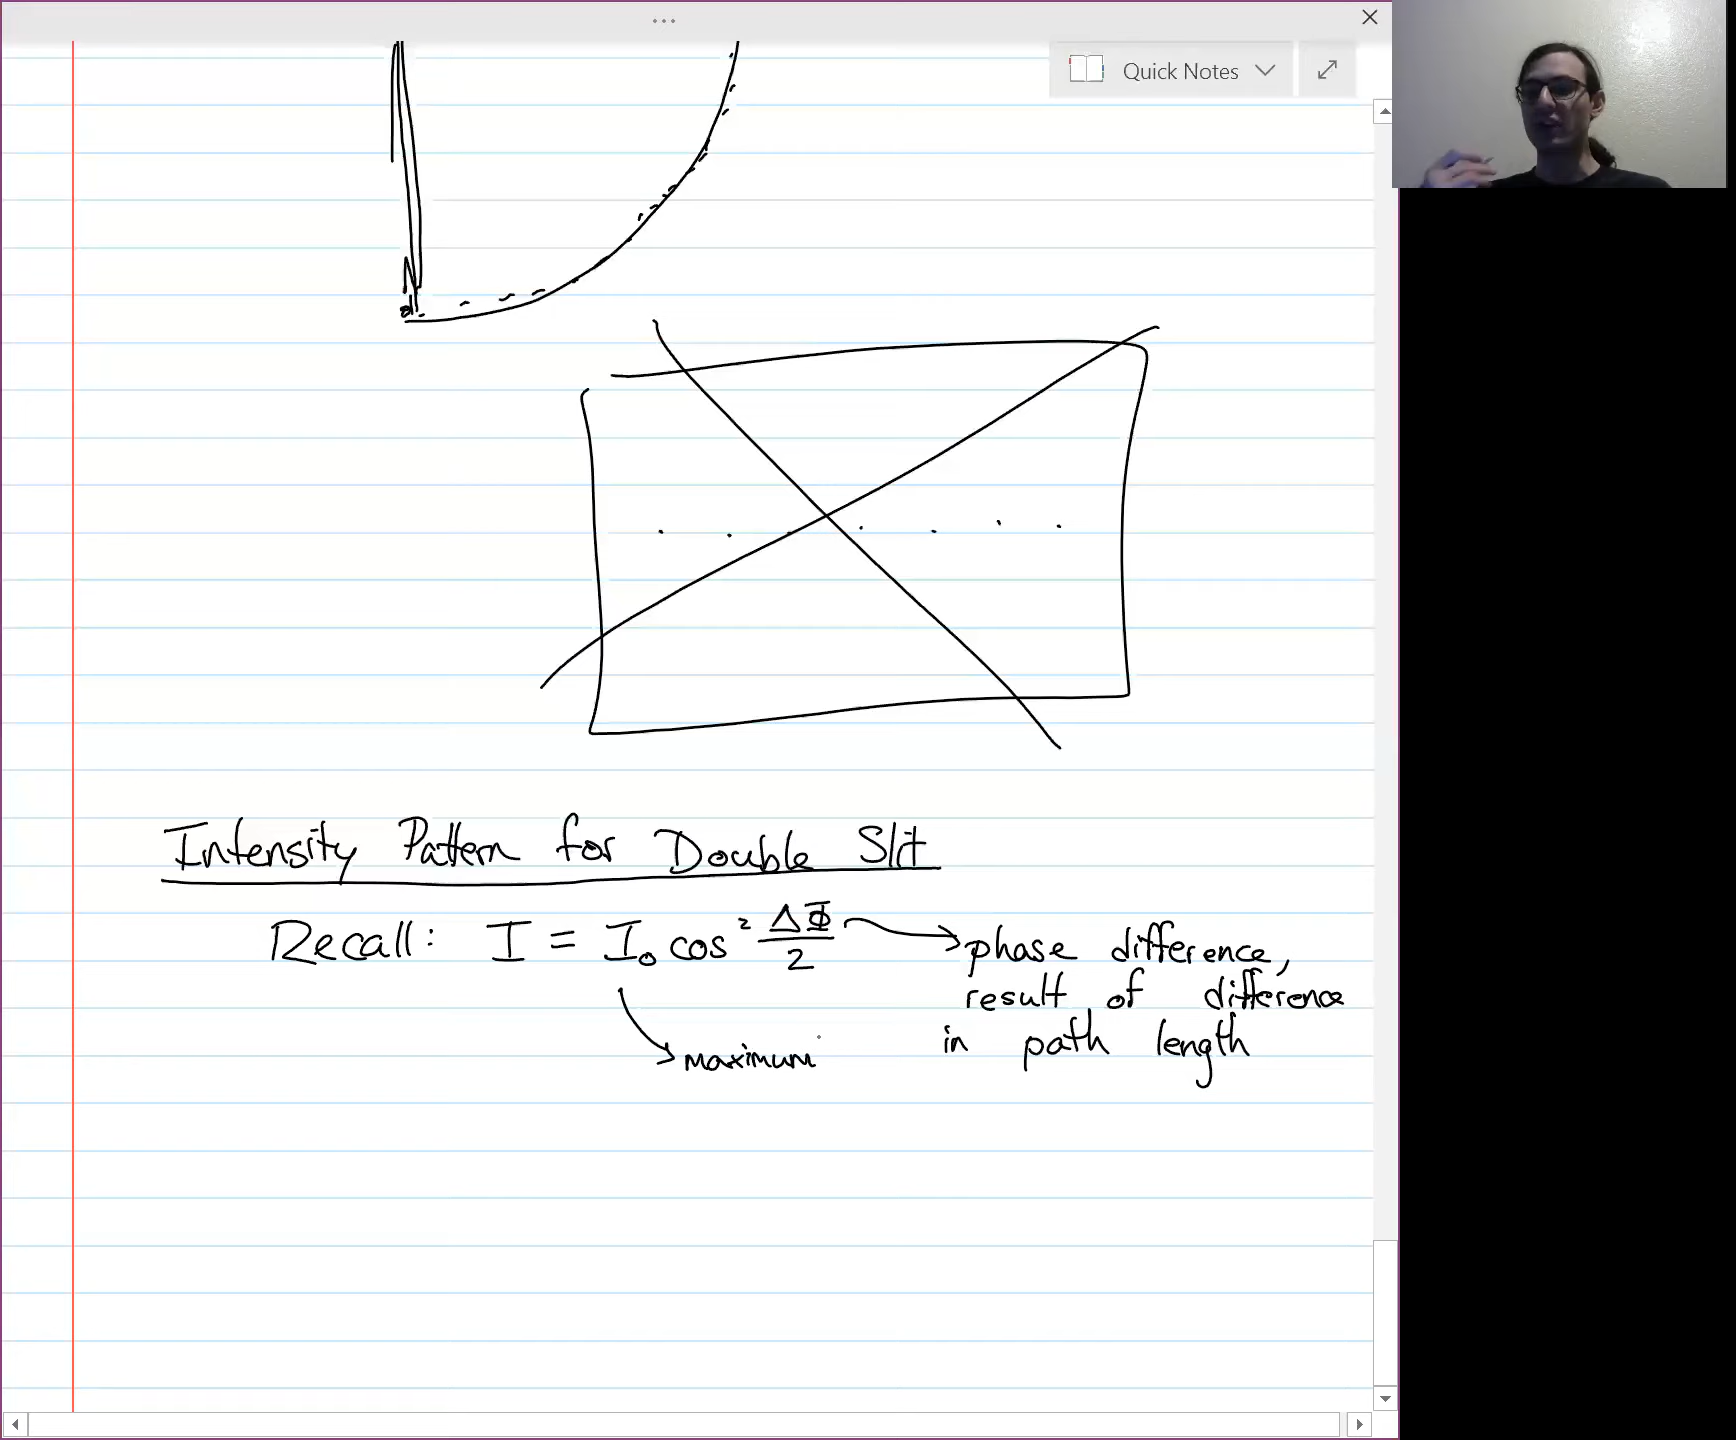 Quick Notes
Intensity Pattern for Double Slit
Recall: I = I₀ cos² ΔΦ/2
phase difference,
result of difference
in path length
maximum